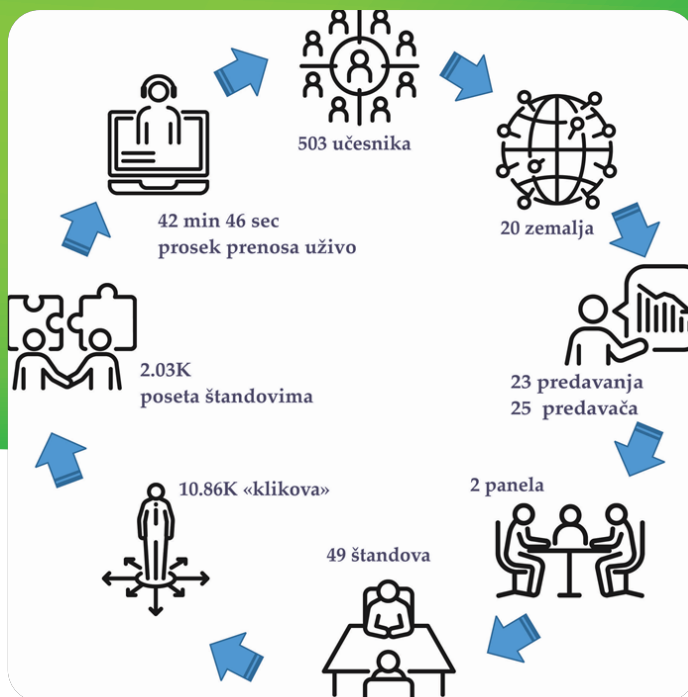 503 učesnika
20 zemalja
23 predavanja
25 predavača
2 panela
49 štandova
10.86K «klikova»
2.03K
poseta štandovima
42 min 46 sec
prosek prenosa uživo